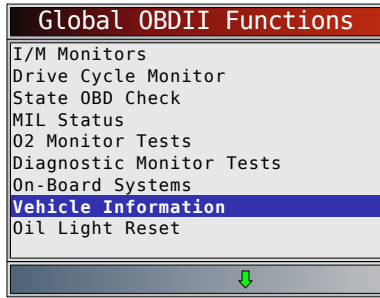 Global OBDII Functions
I/M Monitors
Drive Cycle Monitor
State OBD Check
MIL Status
O2 Monitor Tests
Diagnostic Monitor Tests
On-Board Systems
Vehicle Information
Oil Light Reset